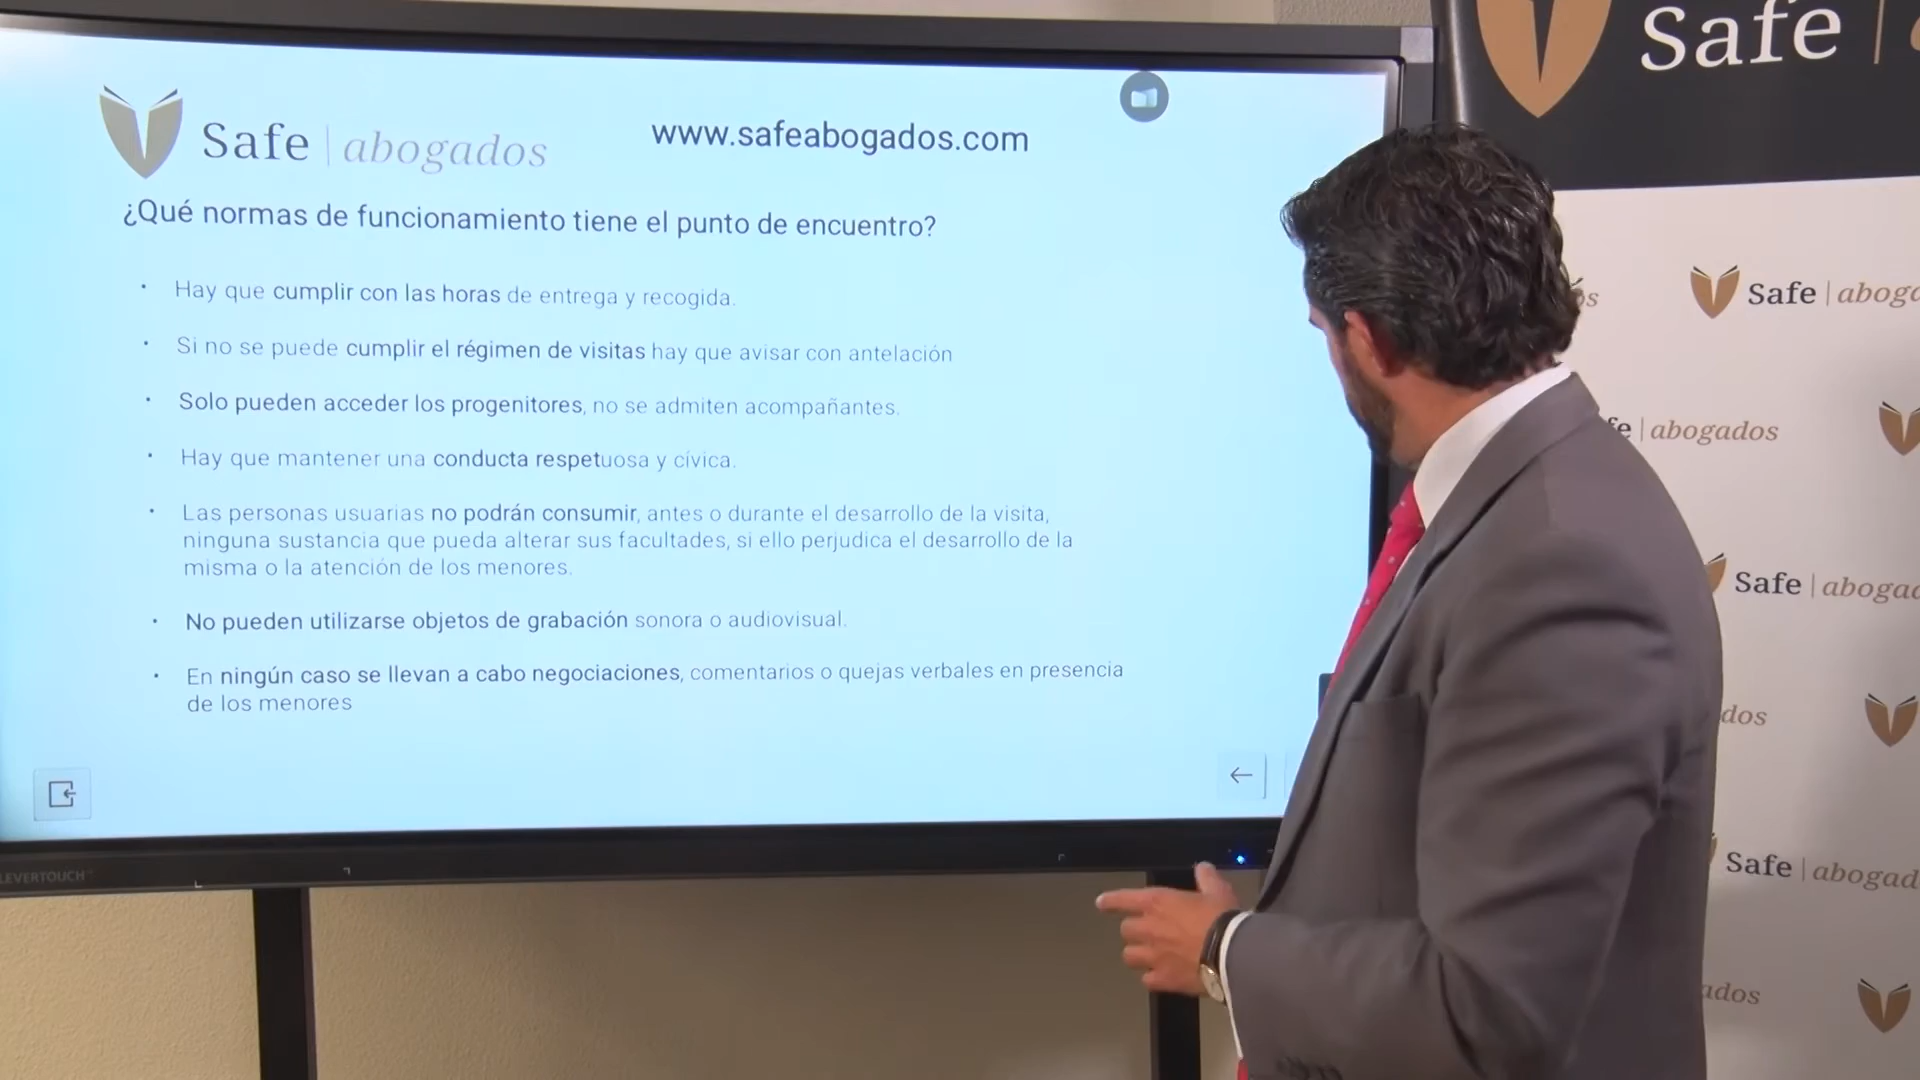 Safe | abogados
www.safeabogados.com
¿Qué normas de funcionamiento tiene el punto de encuentro?
• Hay que cumplir con las horas de entrega y recogida.
• Si no se puede cumplir el régimen de visitas hay que avisar con antelación
• Solo pueden acceder los progenitores, no se admiten acompañantes.
• Hay que mantener una conducta respetuosa y cívica.
• Las personas usuarias no podrán consumir, antes o durante el desarrollo de la visita,
ninguna sustancia que pueda alterar sus facultades, si ello perjudica el desarrollo de la
misma o la atención de los menores.
• No pueden utilizarse objetos de grabación sonora o audiovisual.
• En ningún caso se llevan a cabo negociaciones, comentarios o quejas verbales en presencia
de los menores
LEVERTOUCH
Safe |
os
Safe | aboga
fe | abogados
Safe | abogad
dos
Safe | abogad
ados